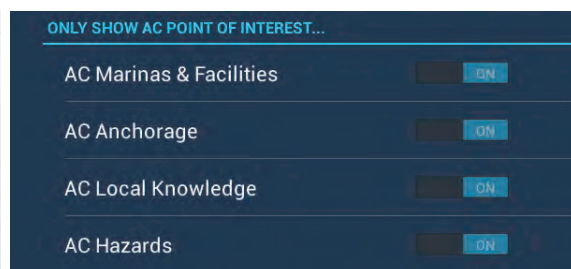 ONLY SHOW AC POINT OF INTEREST...
AC Marinas & Facilities ON
AC Anchorage ON
AC Local Knowledge ON
AC Hazards ON